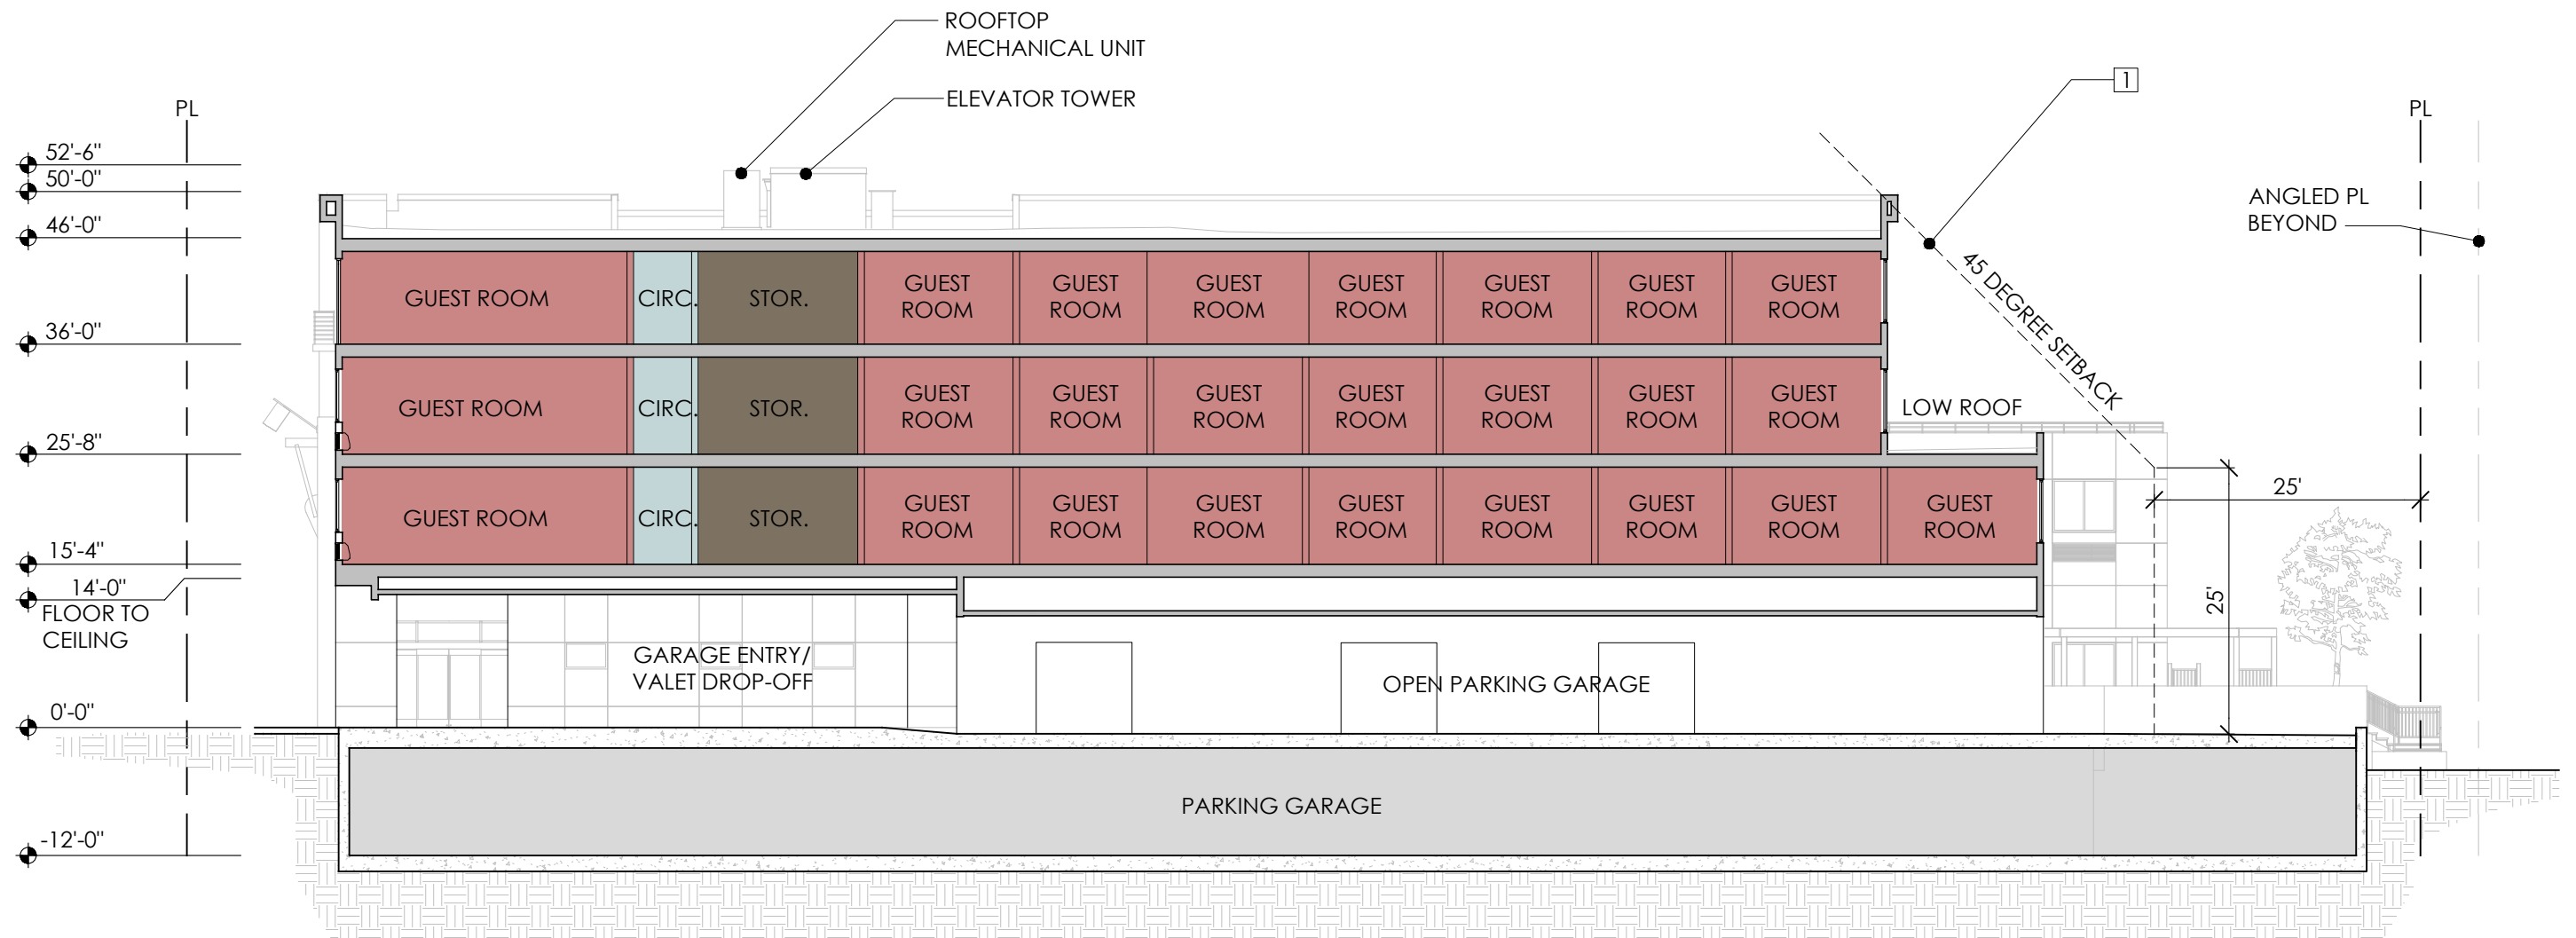 ROOFTOP
MECHANICAL UNIT
ELEVATOR TOWER
1
PL
PL
52'-6"
50'-0"
46'-0"
36'-0"
25'-8"
15'-4"
14'-0"
FLOOR TO
CEILING
0'-0"
-12'-0"
ANGLED PL
BEYOND
45 DEGREE SETBACK
GUEST ROOM
CIRC.
STOR.
GUEST
ROOM
GUEST
ROOM
GUEST
ROOM
GUEST
ROOM
GUEST
ROOM
GUEST
ROOM
GUEST
ROOM
GUEST ROOM
CIRC.
STOR.
GUEST
ROOM
GUEST
ROOM
GUEST
ROOM
GUEST
ROOM
GUEST
ROOM
GUEST
ROOM
GUEST
ROOM
LOW ROOF
GUEST ROOM
CIRC.
STOR.
GUEST
ROOM
GUEST
ROOM
GUEST
ROOM
GUEST
ROOM
GUEST
ROOM
GUEST
ROOM
GUEST
ROOM
GUEST
ROOM
25'
25'
GARAGE ENTRY/
VALET DROP-OFF
OPEN PARKING GARAGE
PARKING GARAGE